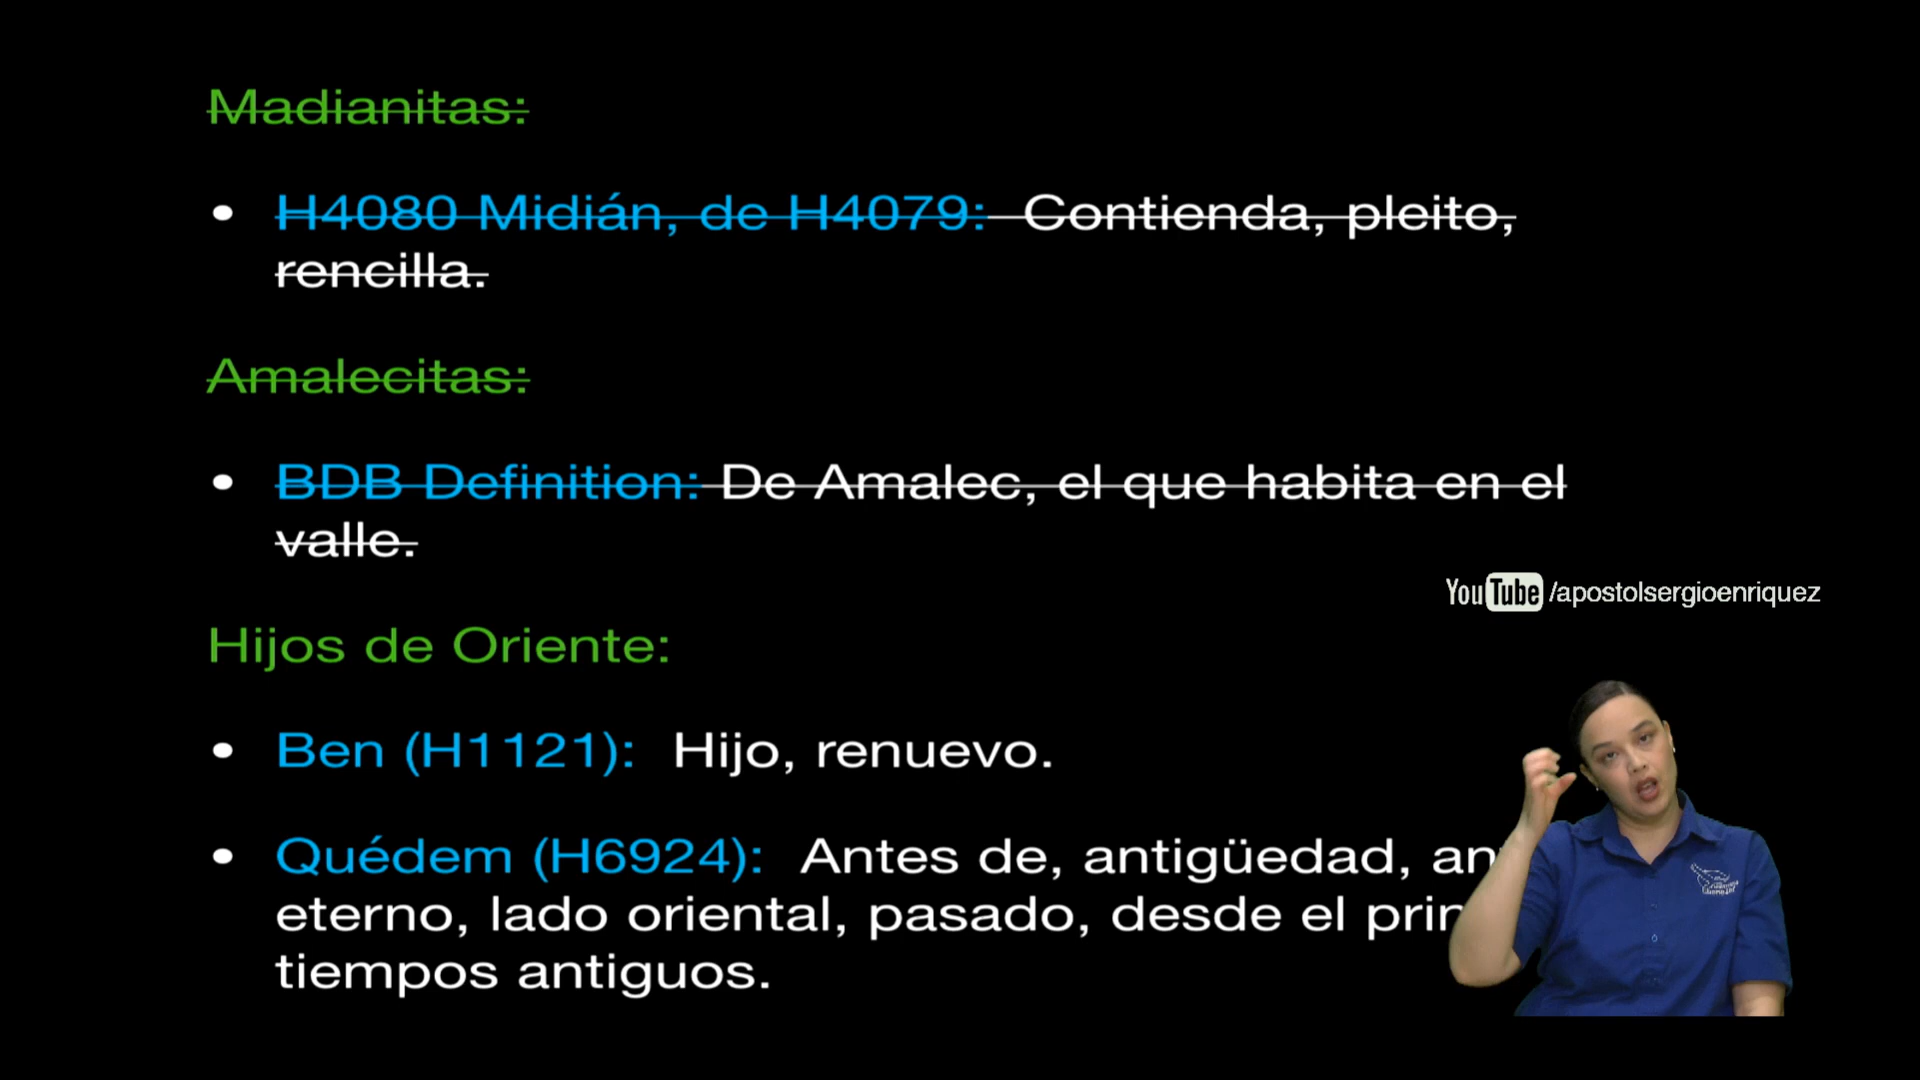 Madianitas:
• H4080 Midián, de H4079: Contienda, pleito,
rencilla.
Amalecitas:
• BDB Definition: De Amalec, el que habita en el
valle.
YouTube /apostolsergioenriquez
Hijos de Oriente:
• Ben (H1121): Hijo, renuevo.
• Quédem (H6924): Antes de, antigüedad,
eterno, lado oriental, pasado, desde el
tiempos antiguos.